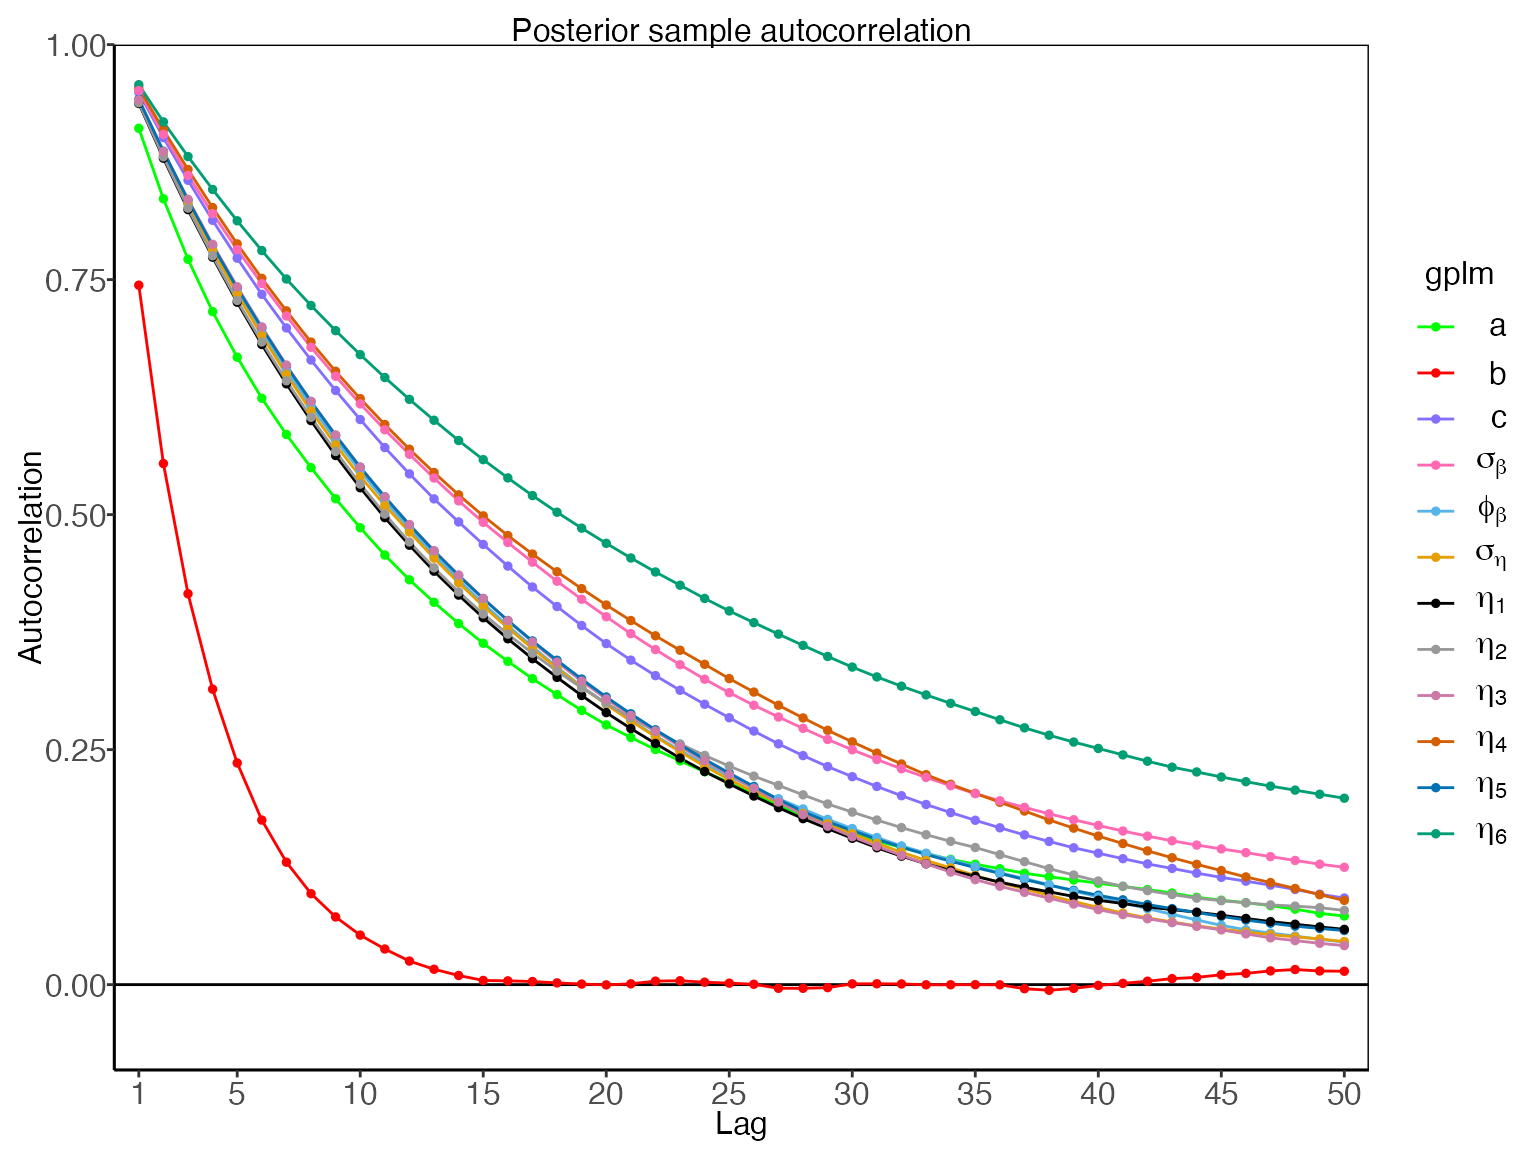 Posterior sample autocorrelation
1.00
0.75
0.50
0.25
0.00
Autocorrelation
1 5 10 15 20 25 30 35 40 45 50
Lag
gplm
a
b
c
σβ
ϕβ
ση
η1
η2
η3
η4
η5
η6